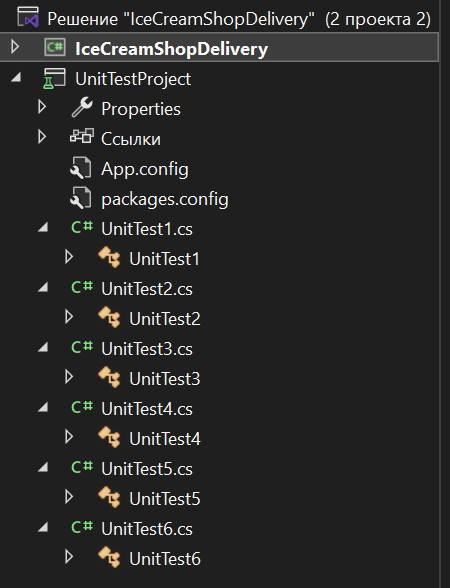 Решение "IceCreamShopDelivery" (2 проекта 2)
C# IceCreamShopDelivery
UnitTestProject
Properties
Ссылки
App.config
packages.config
C# UnitTest1.cs
UnitTest1
C# UnitTest2.cs
UnitTest2
C# UnitTest3.cs
UnitTest3
C# UnitTest4.cs
UnitTest4
C# UnitTest5.cs
UnitTest5
C# UnitTest6.cs
UnitTest6